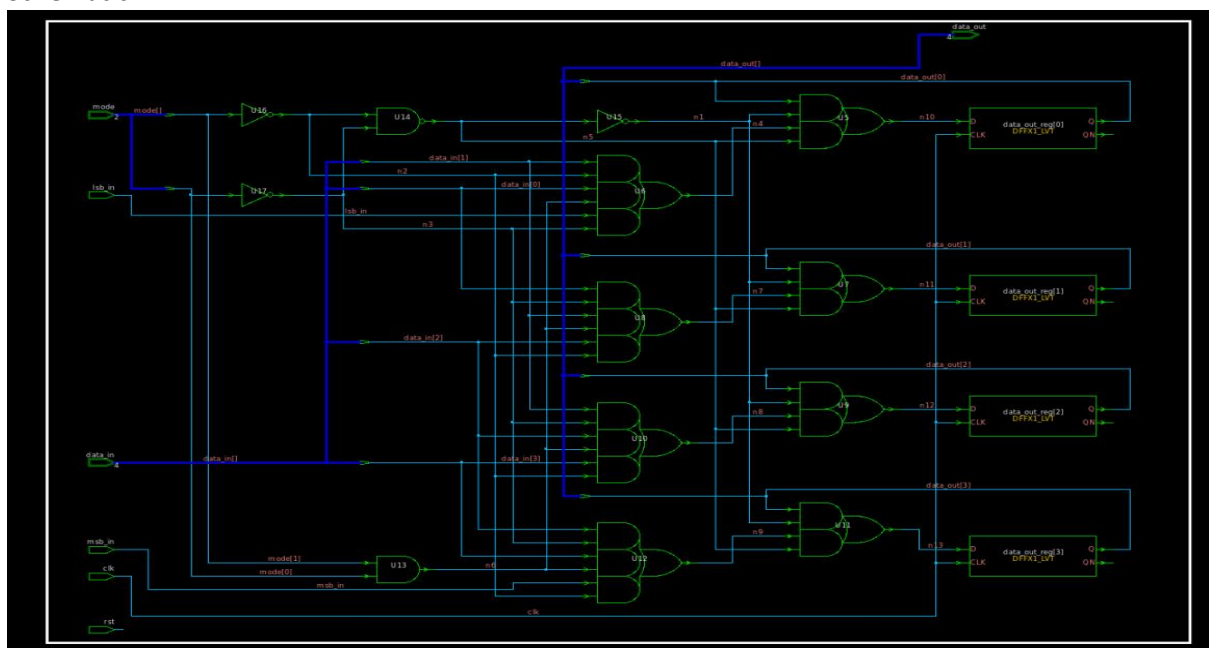 data_out
4
data_out[]
data_out[0]
mode
2
mode[]
U16
U14
U15
n1
n4
U5
n10
data_out_reg[0]
DFFX1_LVT
D
Q
CLK
QN
n5
data_in[1]
n2
data_in[0]
U6
lsb_in
U17
lsb_in
n3
data_out[1]
U7
n11
data_out_reg[1]
DFFX1_LVT
D
Q
CLK
QN
n7
U8
data_in[2]
data_out[2]
U9
n12
data_out_reg[2]
DFFX1_LVT
D
Q
CLK
QN
n8
U10
data_in
4
data_in[]
data_in[3]
data_out[3]
U11
n9
n13
data_out_reg[3]
DFFX1_LVT
D
Q
CLK
QN
msb_in
mode[1]
U13
n6
U12
clk
mode[0]
msb_in
clk
rst